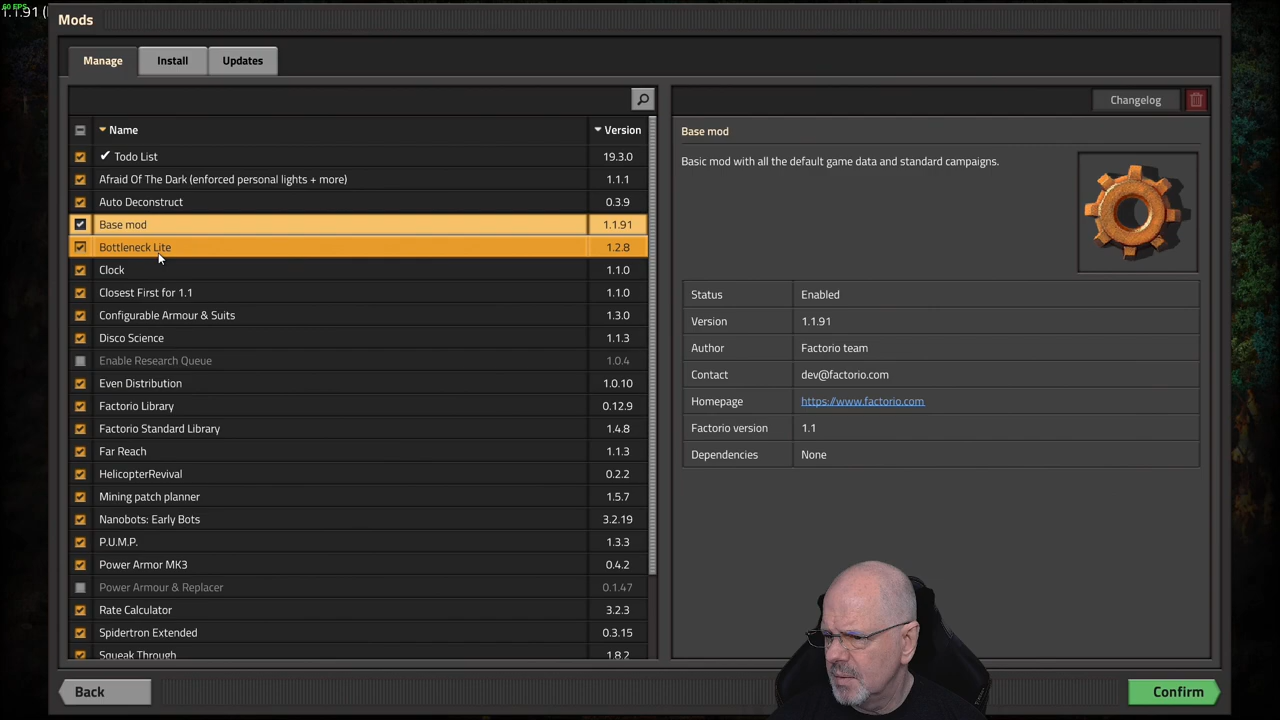 60 FPS
1.1.91 (
Mods
Manage Install Updates
Changelog
Name Version
✔ Todo List 19.3.0
Afraid Of The Dark (enforced personal lights + more) 1.1.1
Auto Deconstruct 0.3.9
Base mod 1.1.91
Bottleneck Lite 1.2.8
Clock 1.1.0
Closest First for 1.1 1.1.0
Configurable Armour & Suits 1.3.0
Disco Science 1.1.3
Enable Research Queue 1.0.4
Even Distribution 1.0.10
Factorio Library 0.12.9
Factorio Standard Library 1.4.8
Far Reach 1.1.3
HelicopterRevival 0.2.2
Mining patch planner 1.5.7
Nanobots: Early Bots 3.2.19
P.U.M.P. 1.3.3
Power Armor MK3 0.4.2
Power Armour & Replacer 0.1.47
Rate Calculator 3.2.3
Spidertron Extended 0.3.15
Squeak Through 1.8.2
Base mod
Basic mod with all the default game data and standard campaigns.
Status Enabled
Version 1.1.91
Author Factorio team
Contact dev@factorio.com
Homepage https://www.factorio.com
Factorio version 1.1
Dependencies None
Back
Confirm